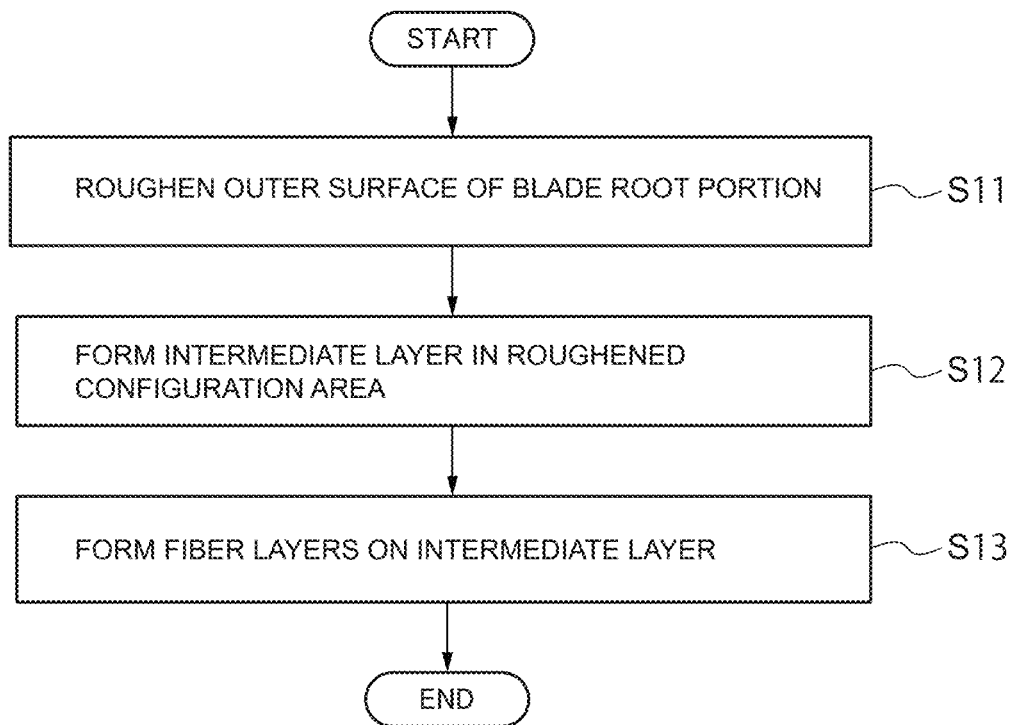 START
ROUGHEN OUTER SURFACE OF BLADE ROOT PORTION
S11
FORM INTERMEDIATE LAYER IN ROUGHENED
CONFIGURATION AREA
S12
FORM FIBER LAYERS ON INTERMEDIATE LAYER
S13
END